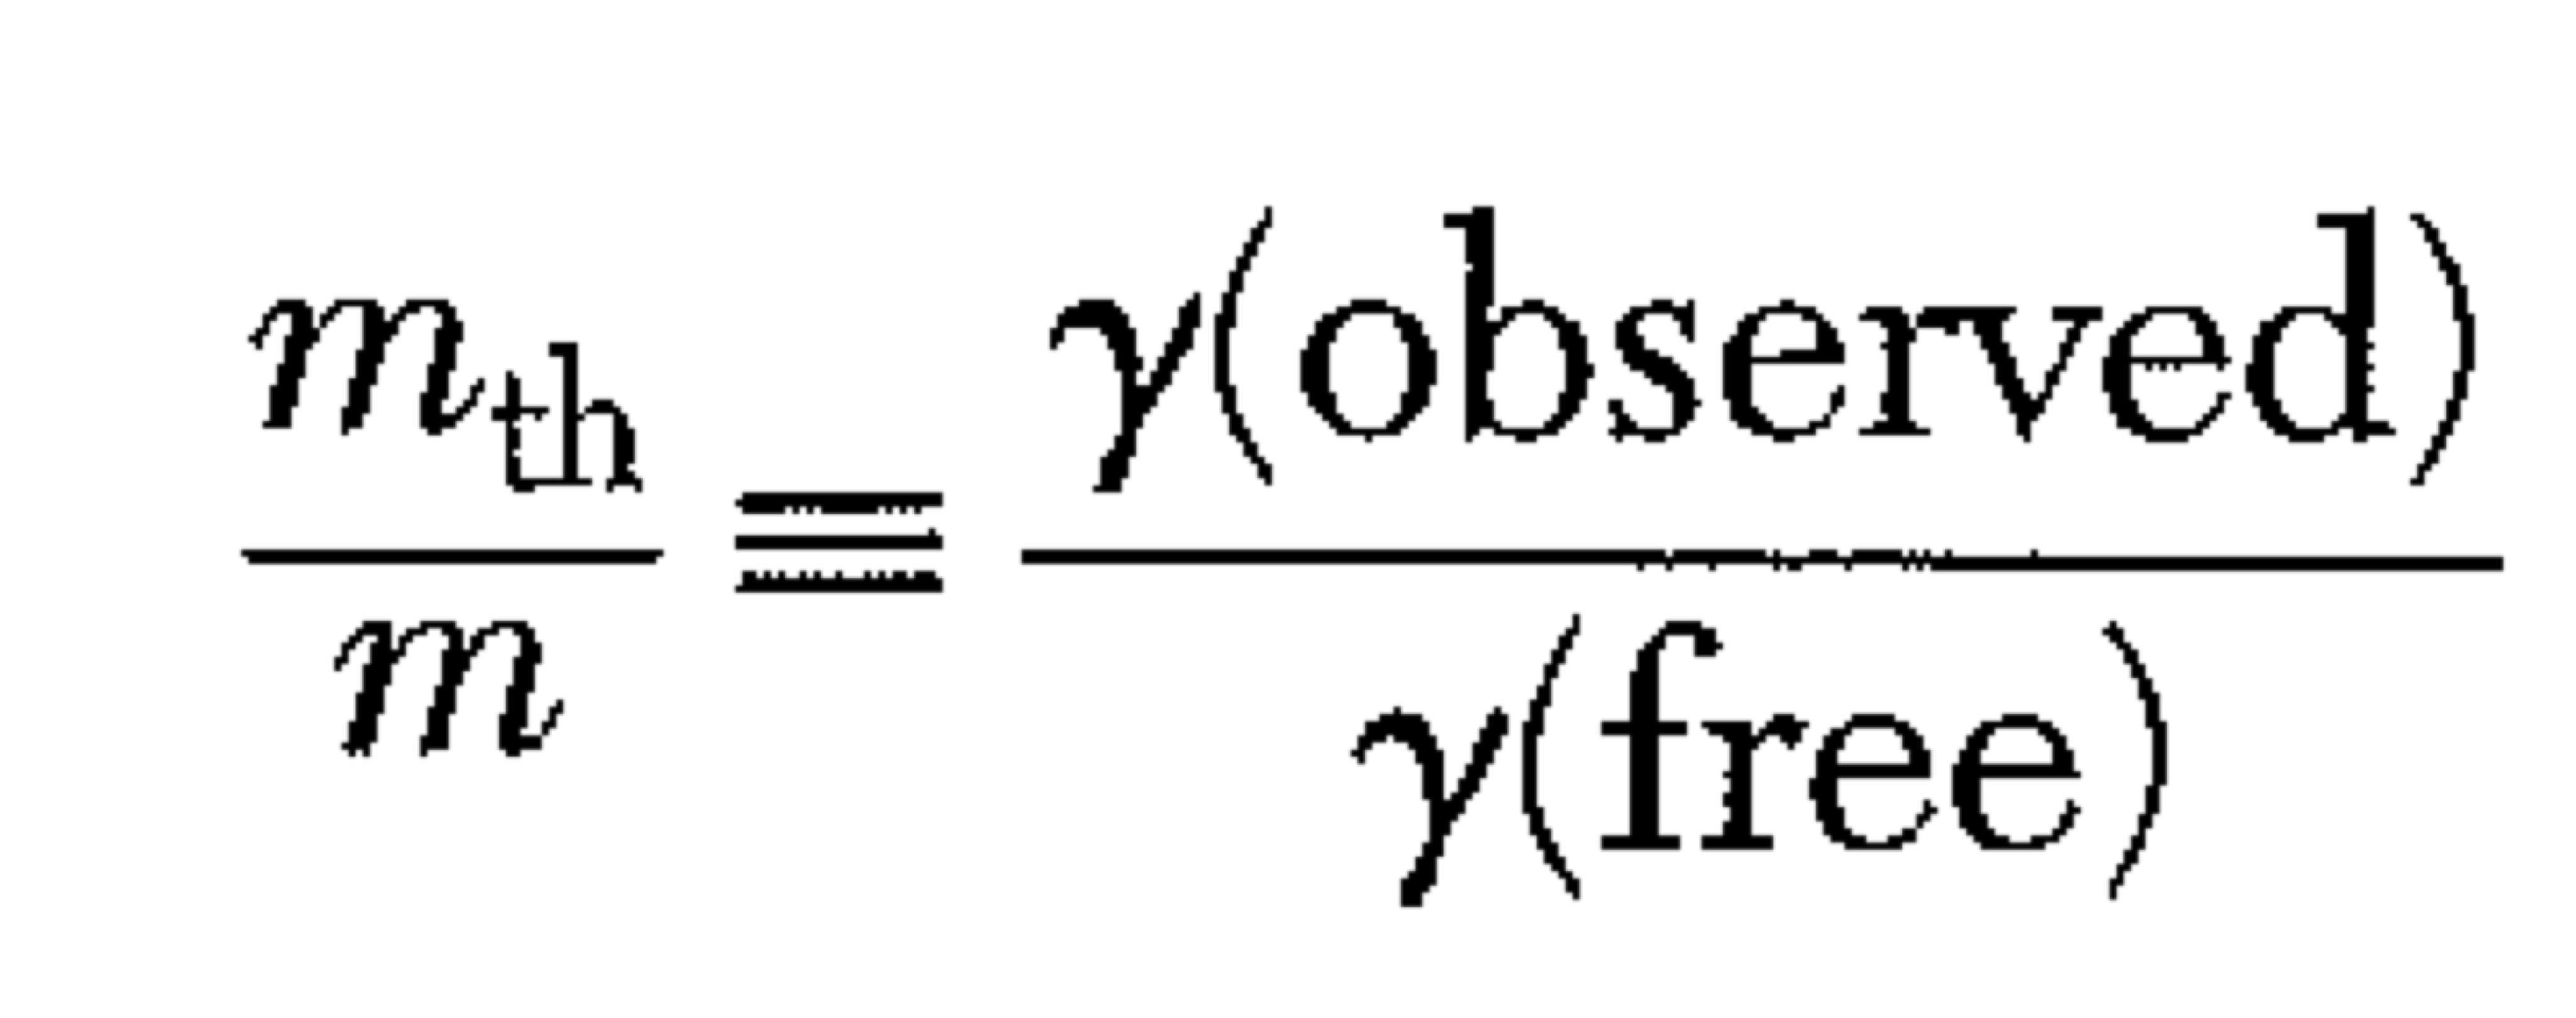 m_th / m ≡ γ(observed) / γ(free)